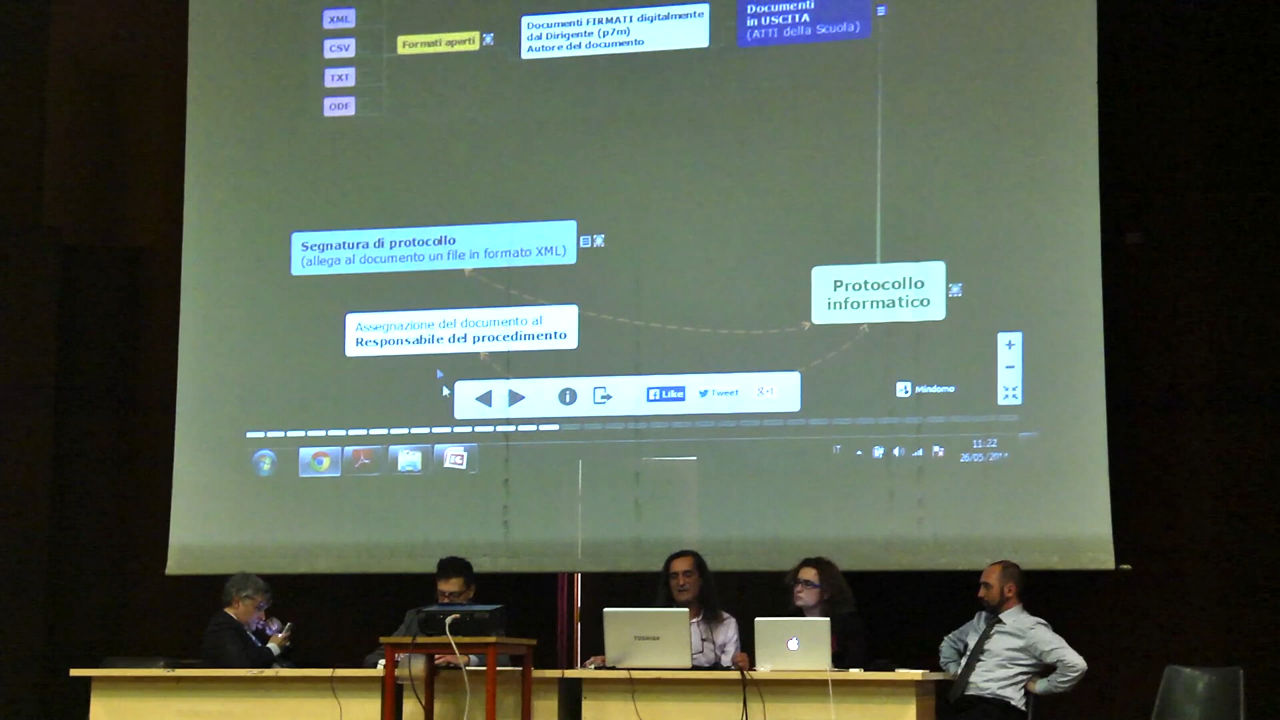 XML
CSV
TXT
ODF
Formati aperti
Documenti FIRMATI digitalmente
dal Dirigente (p7m)
Autore del documento
Documenti
in USCITA
(ATTI della Scuola)
Segnatura di protocollo
(allega al documento un file in formato XML)
Assegnazione del documento al
Responsabile del procedimento
Protocollo
informatico
Like
Tweet
Mindomo
IT
11:22
TOSHIBA